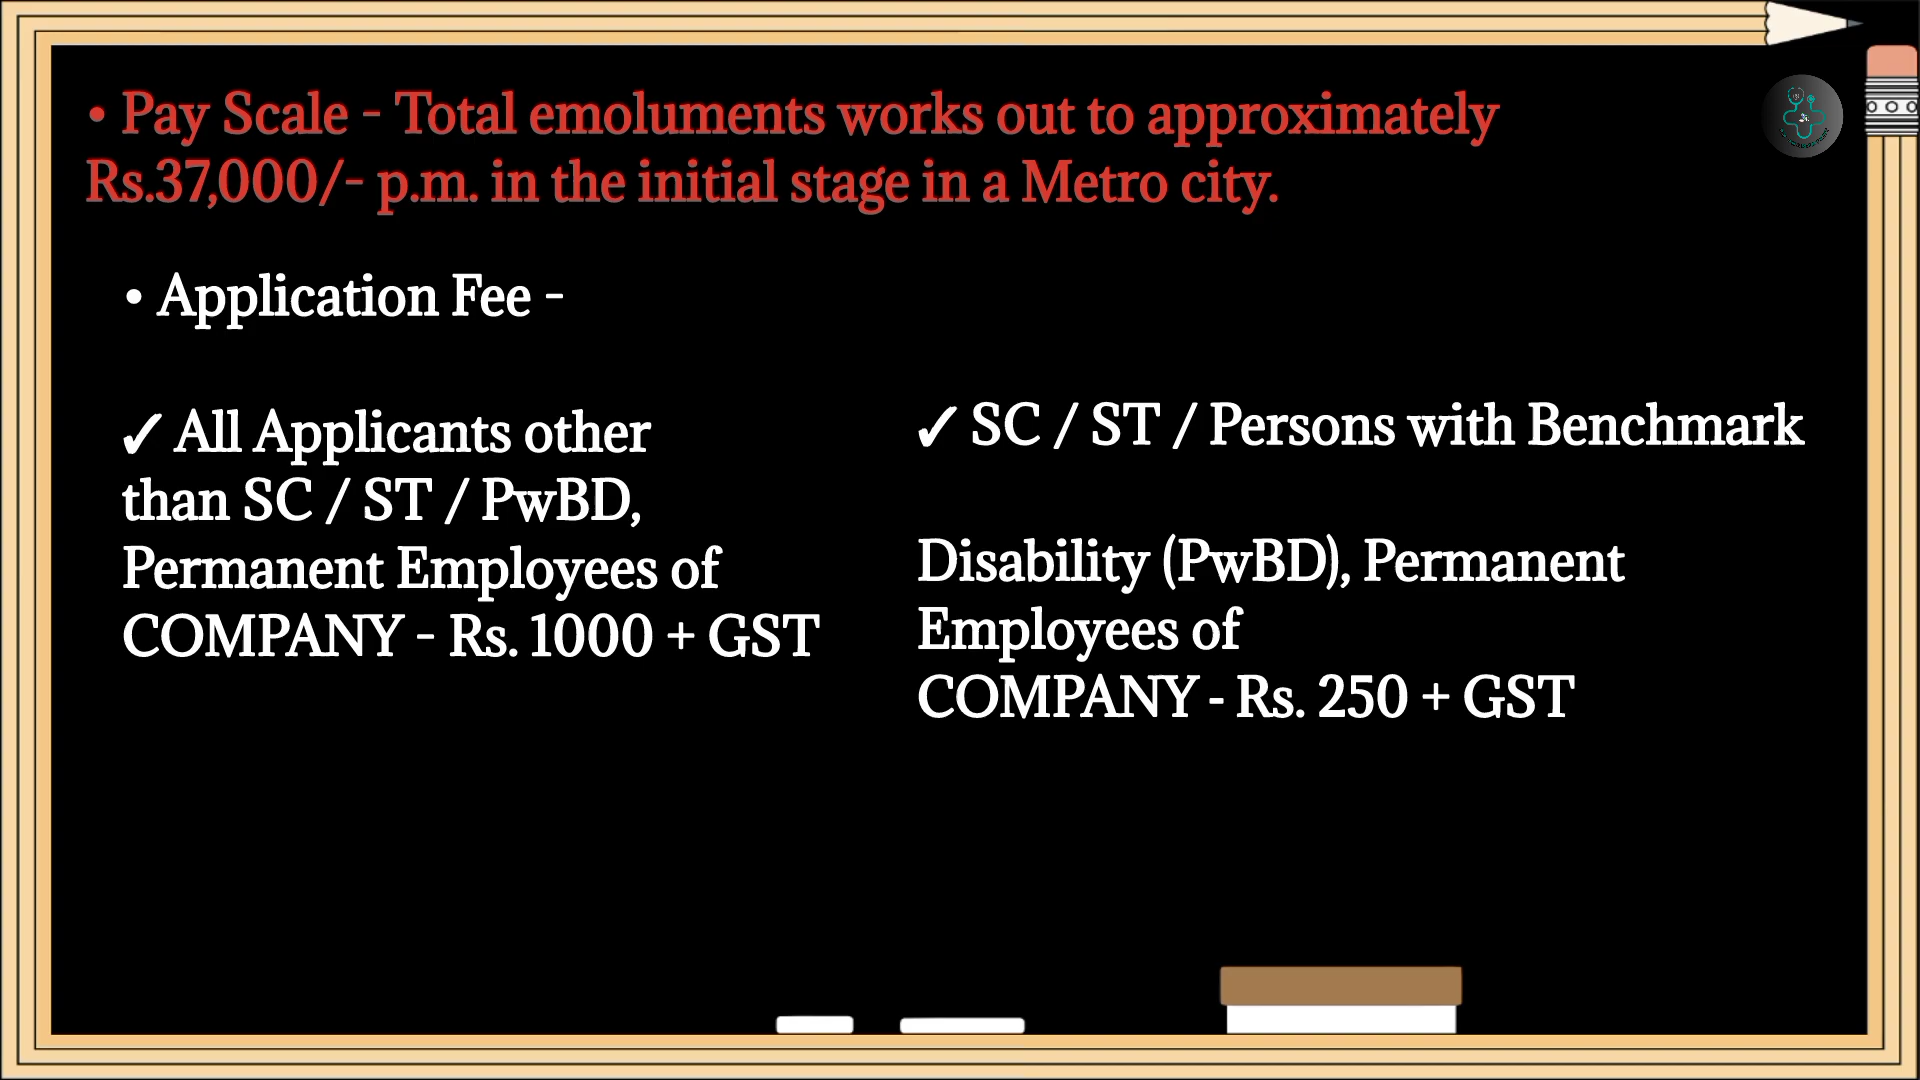 • Pay Scale - Total emoluments works out to approximately
Rs.37,000/- p.m. in the initial stage in a Metro city.
• Application Fee -
✓ All Applicants other
than SC / ST / PwBD,
Permanent Employees of
COMPANY - Rs. 1000 + GST
✓ SC / ST / Persons with Benchmark
Disability (PwBD), Permanent
Employees of
COMPANY - Rs. 250 + GST